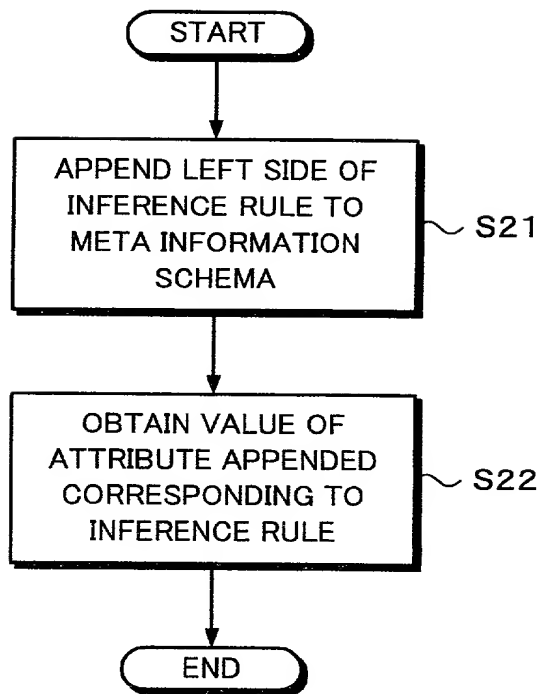 START
APPEND LEFT SIDE OF
INFERENCE RULE TO
META INFORMATION
SCHEMA
S21
OBTAIN VALUE OF
ATTRIBUTE APPENDED
CORRESPONDING TO
INFERENCE RULE
S22
END